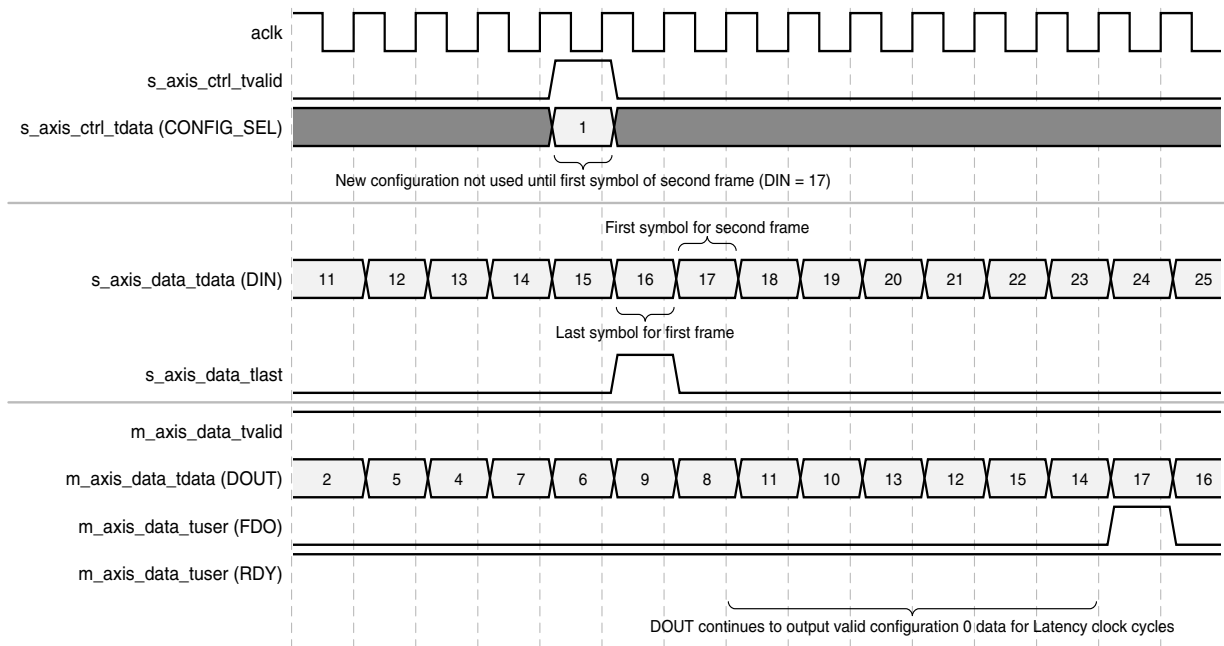 aclk
s_axis_ctrl_tvalid
s_axis_ctrl_tdata (CONFIG_SEL) 1
New configuration not used until first symbol of second frame (DIN = 17)
First symbol for second frame
s_axis_data_tdata (DIN) 11 12 13 14 15 16 17 18 19 20 21 22 23 24 25
Last symbol for first frame
s_axis_data_tlast
m_axis_data_tvalid
m_axis_data_tdata (DOUT) 2 5 4 7 6 9 8 11 10 13 12 15 14 17 16
m_axis_data_tuser (FDO)
m_axis_data_tuser (RDY)
DOUT continues to output valid configuration 0 data for Latency clock cycles